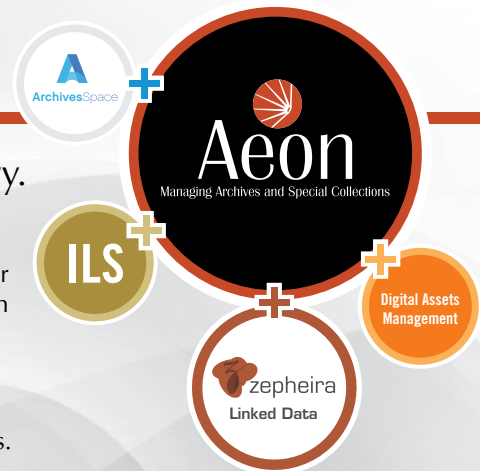 ArchivesSpace
Aeon
Managing Archives and Special Collections
y.
ILS
r
n
Digital Assets
Management
zepheira
Linked Data
s.